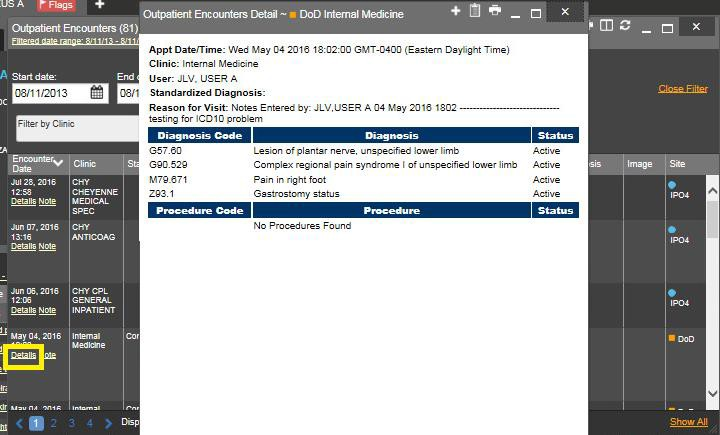 ZUS A
Flags
Outpatient Encounters (81)
Filtered date range: 8/11/13 - 8/11/
Start date:
End
08/11/2013
08/1
Filter by Clinic
Close Filter
Encounter Date
Clinic
Sta
Image
Site
Jul 28, 2016
12:58
Details Note
CHY
CHEYENNE
MEDICAL
SPEC
IPO4
Jun 07, 2016
13:16
Details Note
CHY
ANTICOAG
IPO4
Jun 06, 2016
12:06
Details Note
CHY CPL
GENERAL
INPATIENT
IPO4
May 04, 2016
Details
Internal
Medicine
Con
DoD
May 04, 2016
Internal
DoD
1 2 3 4
Disp
Show All
Outpatient Encounters Detail ~ DoD Internal Medicine
Appt Date/Time: Wed May 04 2016 18:02:00 GMT-0400 (Eastern Daylight Time)
Clinic: Internal Medicine
User: JLV, USER A
Standardized Diagnosis:
Reason for Visit: Notes Entered by: JLV,USER A 04 May 2016 1802 ------------------------------
testing for ICD10 problem
Diagnosis Code Diagnosis Status
G57.60 Lesion of plantar nerve, unspecified lower limb Active
G90.529 Complex regional pain syndrome I of unspecified lower limb Active
M79.671 Pain in right foot Active
Z93.1 Gastrostomy status Active
Procedure Code Procedure Status
No Procedures Found